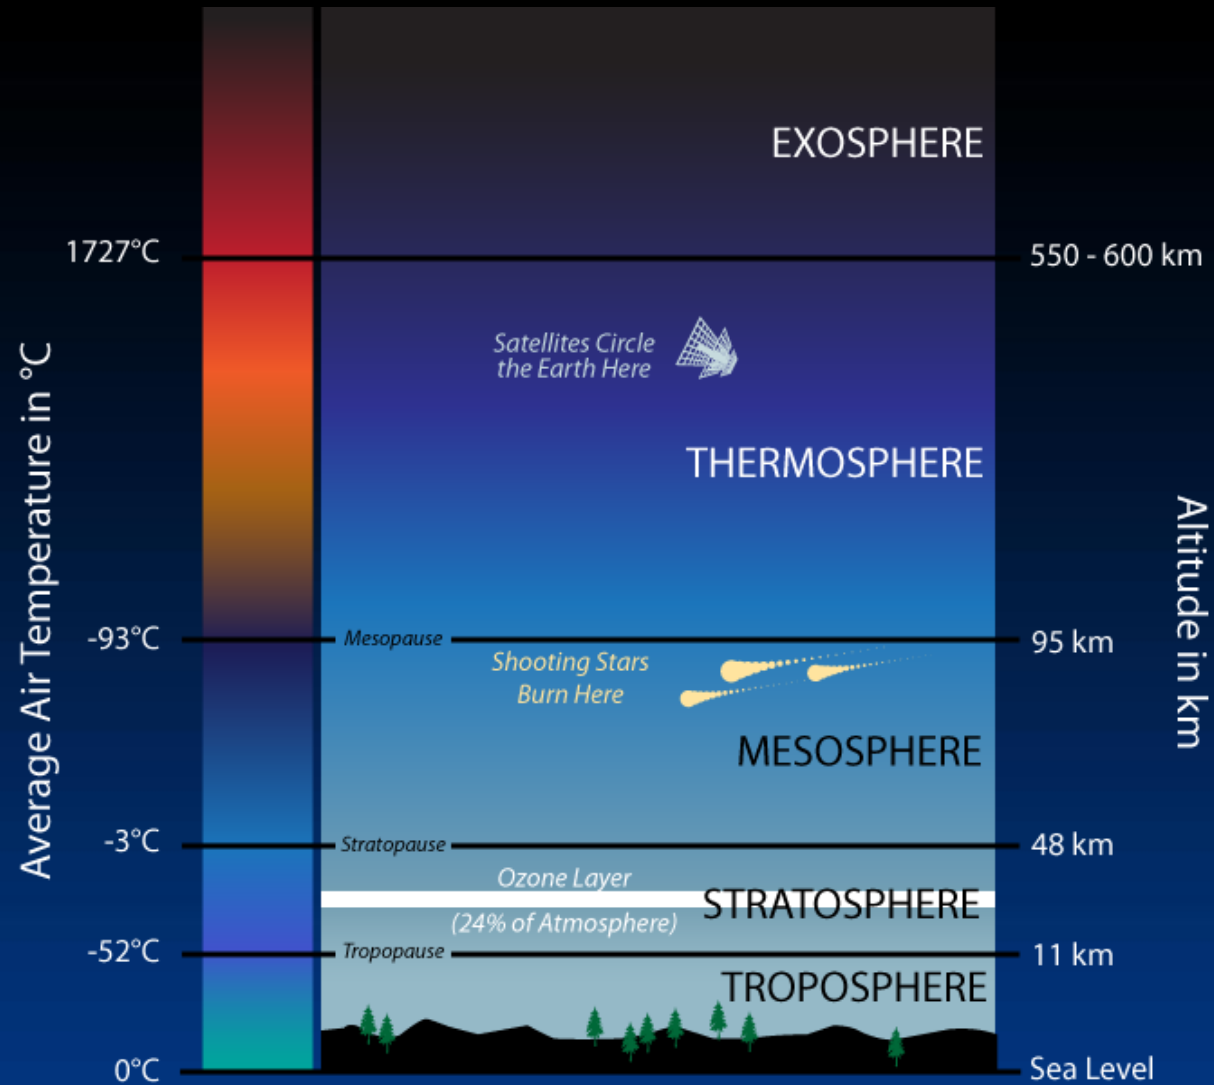 EXOSPHERE
1727°C
550 - 600 km
Satellites Circle
the Earth Here
Average Air Temperature in °C
THERMOSPHERE
Altitude in km
-93°C
Mesopause
95 km
Shooting Stars
Burn Here
MESOSPHERE
-3°C
Stratopause
48 km
Ozone Layer
STRATOSPHERE
(24% of Atmosphere)
-52°C
Tropopause
11 km
TROPOSPHERE
0°C
Sea Level